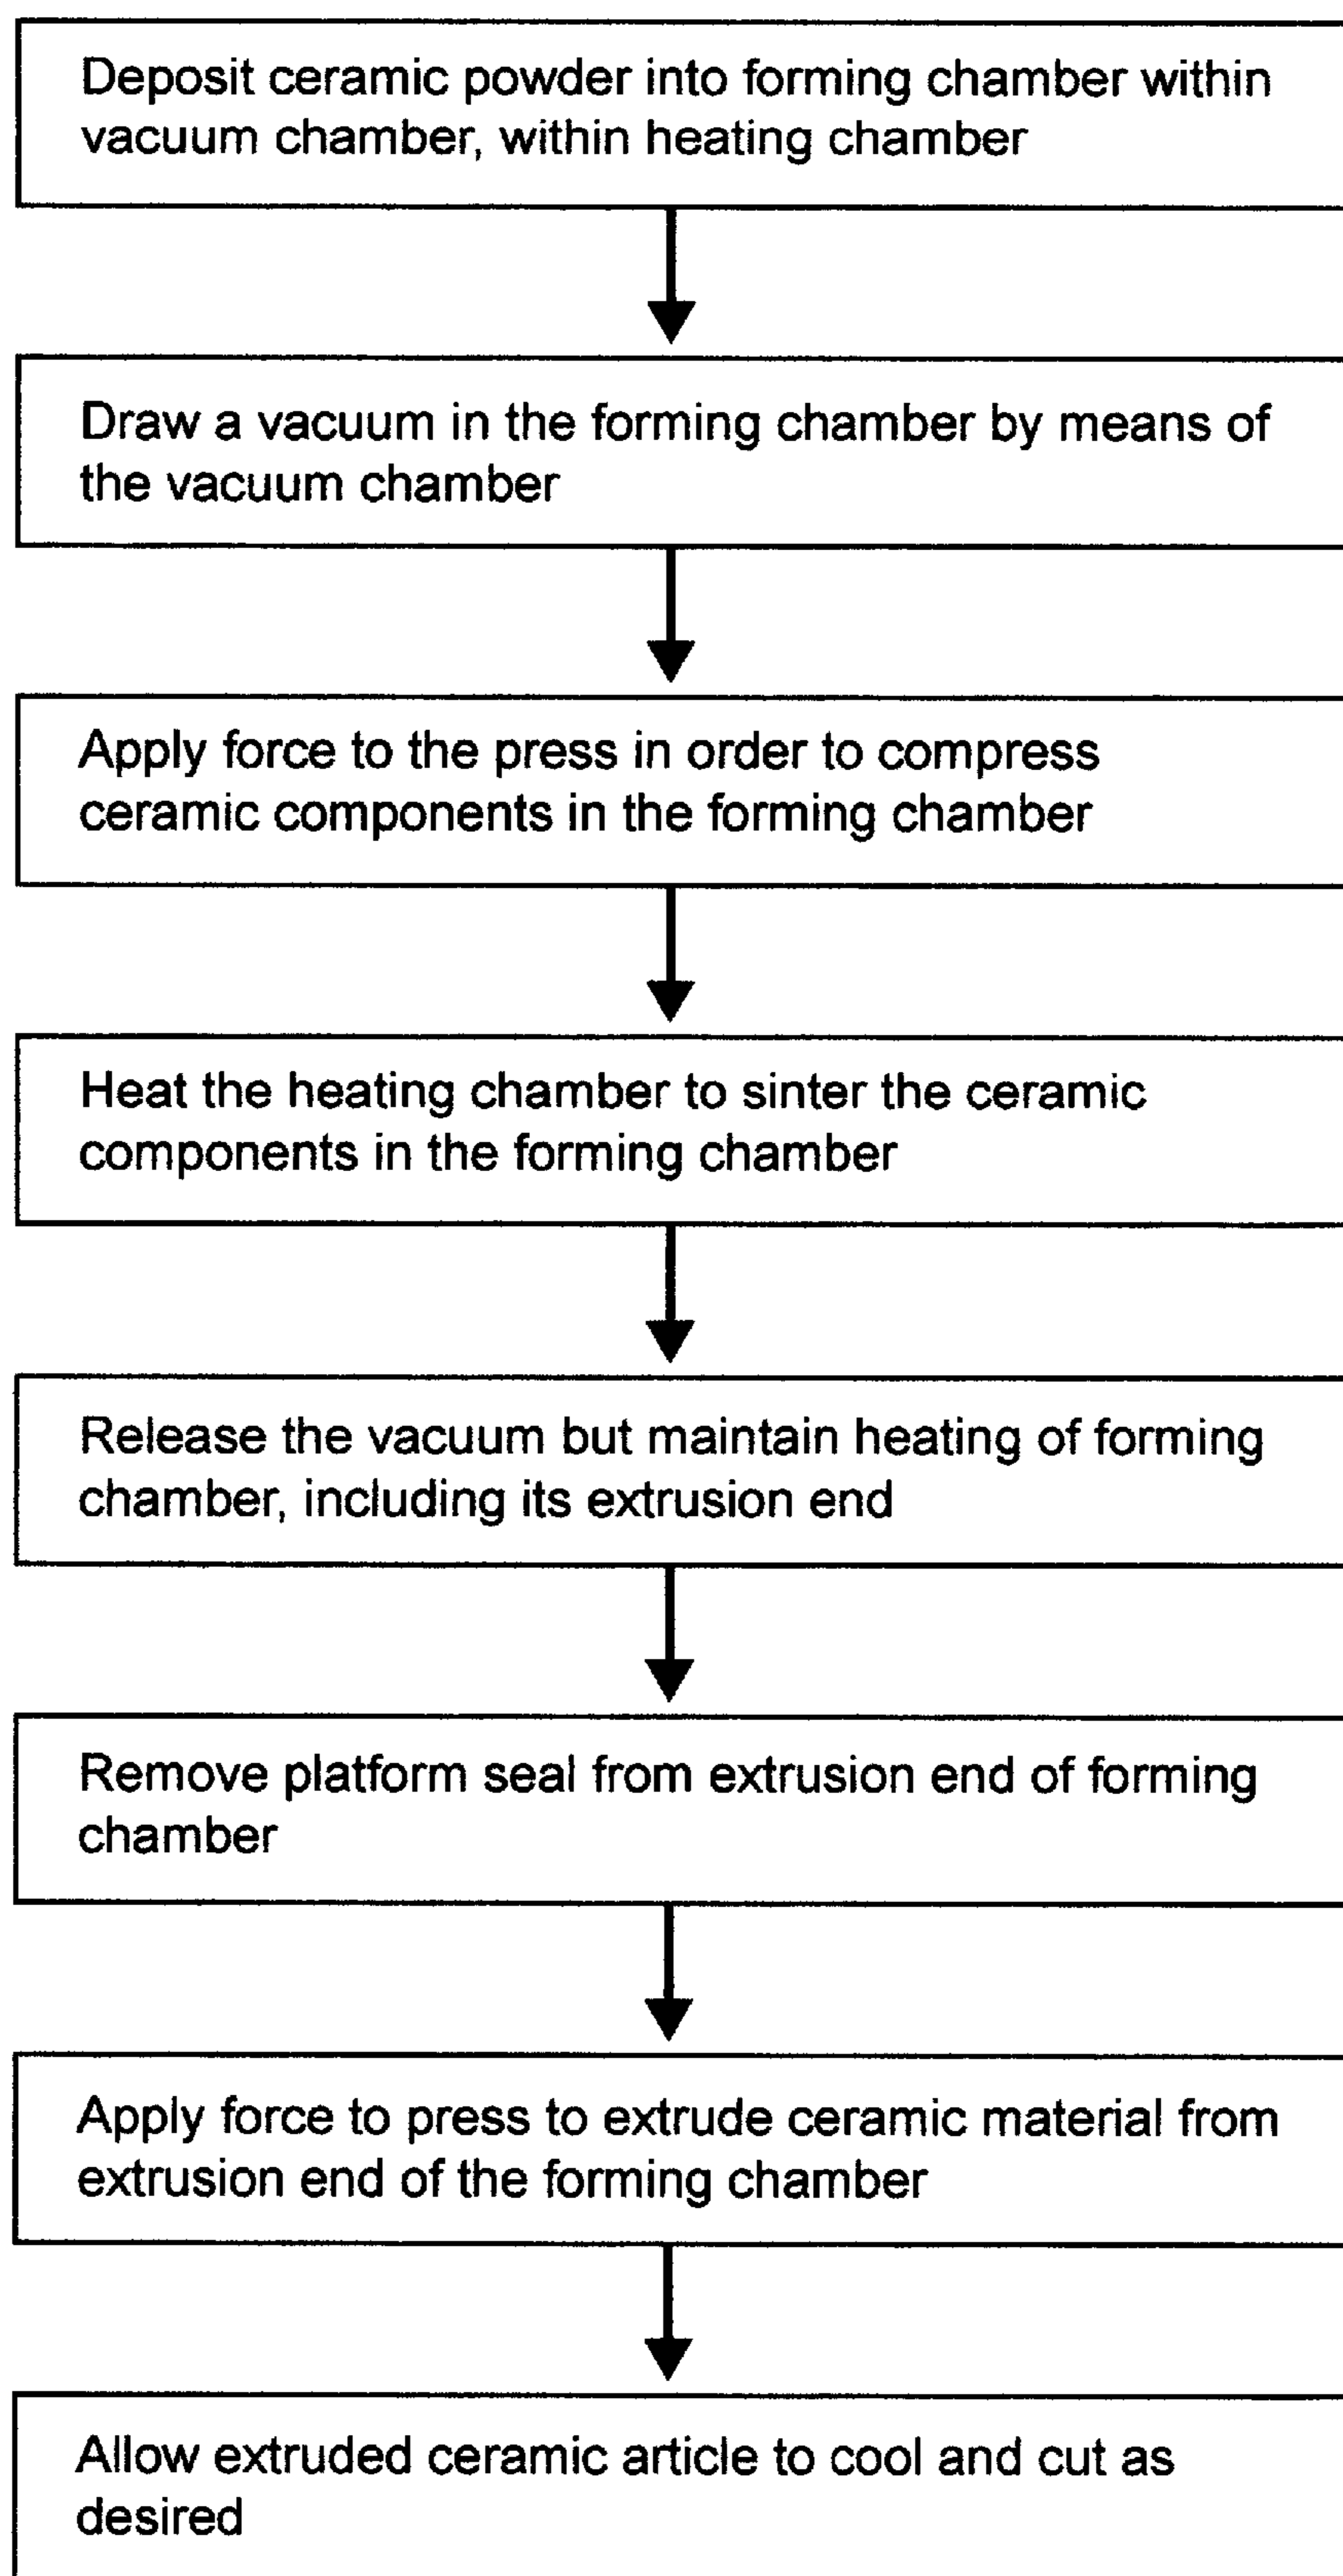 Deposit ceramic powder into forming chamber within
vacuum chamber, within heating chamber
Draw a vacuum in the forming chamber by means of
the vacuum chamber
Apply force to the press in order to compress
ceramic components in the forming chamber
Heat the heating chamber to sinter the ceramic
components in the forming chamber
Release the vacuum but maintain heating of forming
chamber, including its extrusion end
Remove platform seal from extrusion end of forming
chamber
Apply force to press to extrude ceramic material from
extrusion end of the forming chamber
Allow extruded ceramic article to cool and cut as
desired